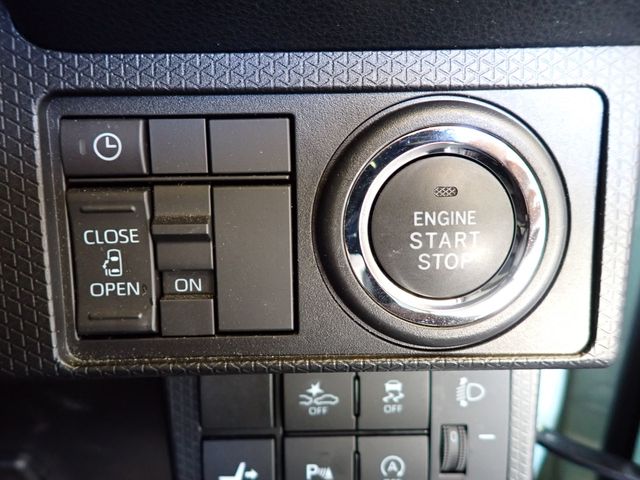 CLOSE
OPEN
ON
ENGINE
START
STOP
OFF
OFF